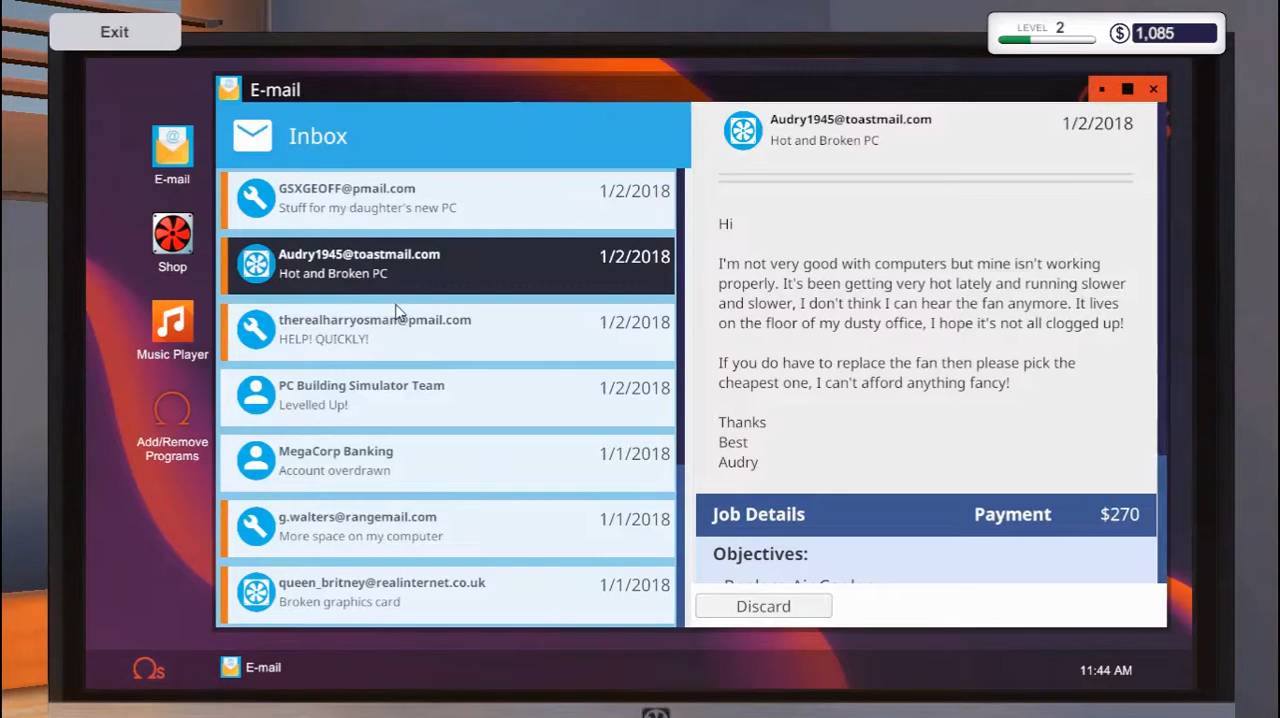 Exit
LEVEL 2
$ 1,085
E-mail
Inbox
GSXGEOFF@pmail.com 1/2/2018
Stuff for my daughter's new PC
Audry1945@toastmail.com 1/2/2018
Hot and Broken PC
therealharryosman@pmail.com 1/2/2018
HELP! QUICKLY!
PC Building Simulator Team 1/2/2018
Levelled Up!
MegaCorp Banking 1/1/2018
Account overdrawn
g.walters@rangemail.com 1/1/2018
More space on my computer
queen_britney@realinternet.co.uk 1/1/2018
Broken graphics card
Audry1945@toastmail.com 1/2/2018
Hot and Broken PC
Hi
I'm not very good with computers but mine isn't working
properly. It's been getting very hot lately and running slower
and slower, I don't think I can hear the fan anymore. It lives
on the floor of my dusty office, I hope it's not all clogged up!
If you do have to replace the fan then please pick the
cheapest one, I can't afford anything fancy!
Thanks
Best
Audry
Job Details Payment $270
Objectives:
Discard
E-mail
Shop
Music Player
Add/Remove
Programs
Ωs
E-mail
11:44 AM